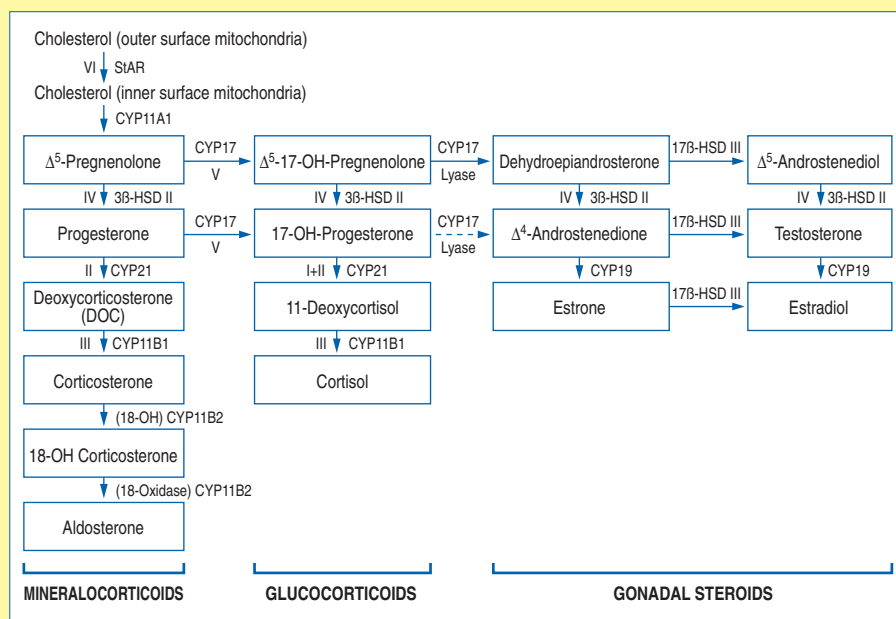 Cholesterol (outer surface mitochondria)
VI StAR
Cholesterol (inner surface mitochondria)
CYP11A1
Δ⁵-Pregnenolone
CYP17
V
Δ⁵-17-OH-Pregnenolone
CYP17
Lyase
Dehydroepiandrosterone
17ß-HSD III
Δ⁵-Androstenediol
IV 3ß-HSD II
IV 3ß-HSD II
IV 3ß-HSD II
IV 3ß-HSD II
Progesterone
CYP17
V
17-OH-Progesterone
CYP17
Lyase
Δ⁴-Androstenedione
17ß-HSD III
Testosterone
II CYP21
I+II CYP21
CYP19
CYP19
Deoxycorticosterone
(DOC)
11-Deoxycortisol
Estrone
17ß-HSD III
Estradiol
III CYP11B1
III CYP11B1
Corticosterone
Cortisol
(18-OH) CYP11B2
18-OH Corticosterone
(18-Oxidase) CYP11B2
Aldosterone
MINERALOCORTICOIDS
GLUCOCORTICOIDS
GONADAL STEROIDS